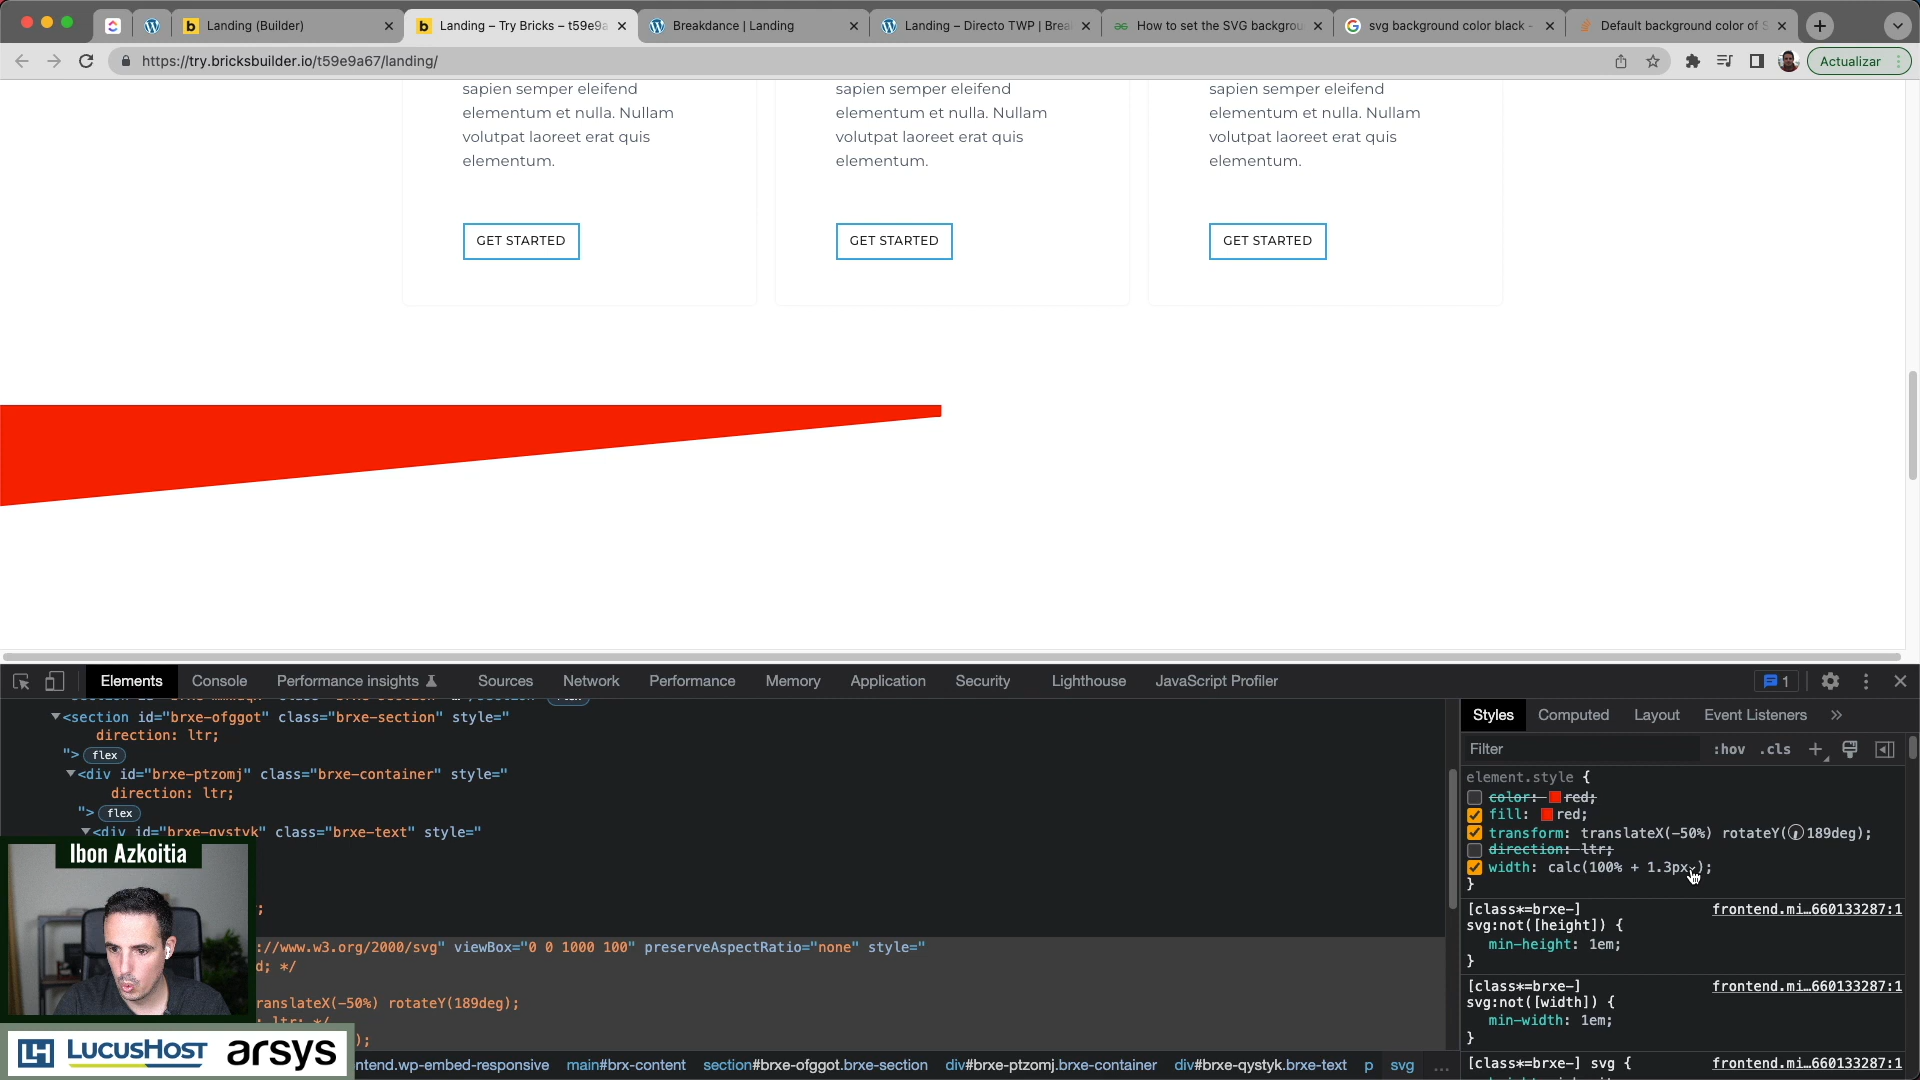 Landing (Builder)
Landing – Try Bricks – t59e9a
Breakdance | Landing
Landing – Directo TWP | Brea
How to set the SVG backgrou
svg background color black -
Default background color of S
https://try.bricksbuilder.io/t59e9a67/landing/
Actualizar
sapien semper eleifend
elementum et nulla. Nullam
volutpat laoreet erat quis
elementum.
GET STARTED
sapien semper eleifend
elementum et nulla. Nullam
volutpat laoreet erat quis
elementum.
GET STARTED
sapien semper eleifend
elementum et nulla. Nullam
volutpat laoreet erat quis
elementum.
GET STARTED
Elements Console Performance insights Sources Network Performance Memory Application Security Lighthouse JavaScript Profiler
1
<section id="brxe-ofggot" class="brxe-section" style="
direction: ltr;
"> flex
<div id="brxe-ptzomj" class="brxe-container" style="
direction: ltr;
"> flex
<div id="brxe-qystyk" class="brxe-text" style="
;
://www.w3.org/2000/svg" viewBox="0 0 1000 100" preserveAspectRatio="none" style="
d; */
ranslateX(-50%) rotateY(189deg);
: ltr; */
);
ntend.wp-embed-responsive main#brx-content section#brxe-ofggot.brxe-section div#brxe-ptzomj.brxe-container div#brxe-qystyk.brxe-text p svg ...
Styles Computed Layout Event Listeners »
Filter
:hov .cls +
element.style {
color: red;
fill: red;
transform: translateX(-50%) rotateY(189deg);
direction: ltr;
width: calc(100% + 1.3px);
}
[class*=brxe-] frontend.mi…660133287:1
svg:not([height]) {
min-height: 1em;
}
[class*=brxe-] frontend.mi…660133287:1
svg:not([width]) {
min-width: 1em;
}
[class*=brxe-] svg { frontend.mi…660133287:1
Ibon Azkoitia
LH LUCUSHOST arsys